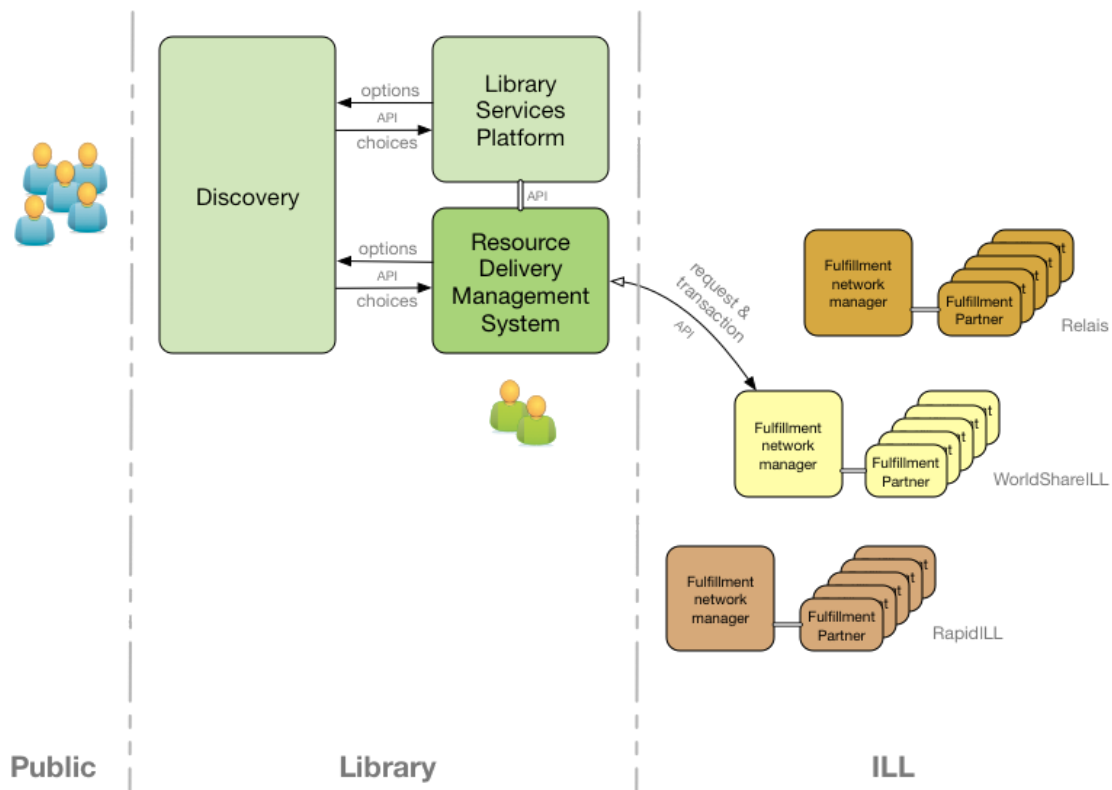 options
API
choices
Library
Services
Platform
Discovery
API
options
API
choices
Resource
Delivery
Management
System
request &
transaction
API
Fulfillment
network
manager
Fulfillment
Partner
Relais
Fulfillment
network
manager
Fulfillment
Partner
WorldShareILL
Fulfillment
network
manager
Fulfillment
Partner
RapidILL
Public
Library
ILL